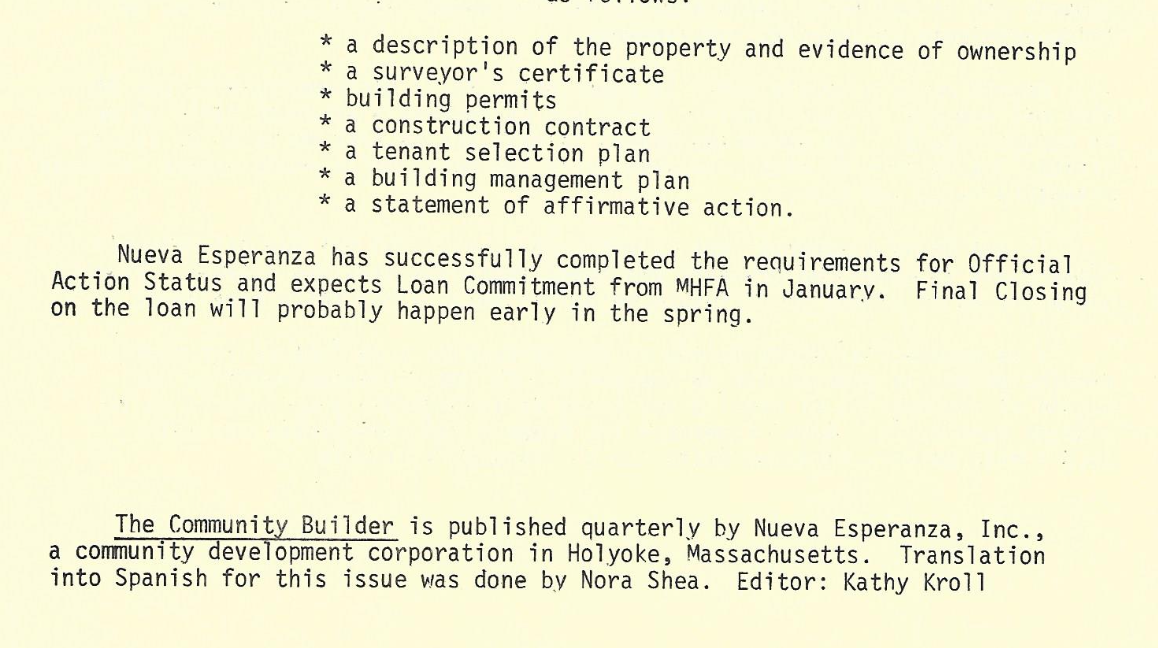 * a description of the property and evidence of ownership
* a surveyor's certificate
* building permits
* a construction contract
* a tenant selection plan
* a building management plan
* a statement of affirmative action.
Nueva Esperanza has successfully completed the requirements for Official
Action Status and expects Loan Commitment from MHFA in January. Final Closing
on the loan will probably happen early in the spring.
The Community Builder is published quarterly by Nueva Esperanza, Inc.,
a community development corporation in Holyoke, Massachusetts. Translation
into Spanish for this issue was done by Nora Shea. Editor: Kathy Kroll